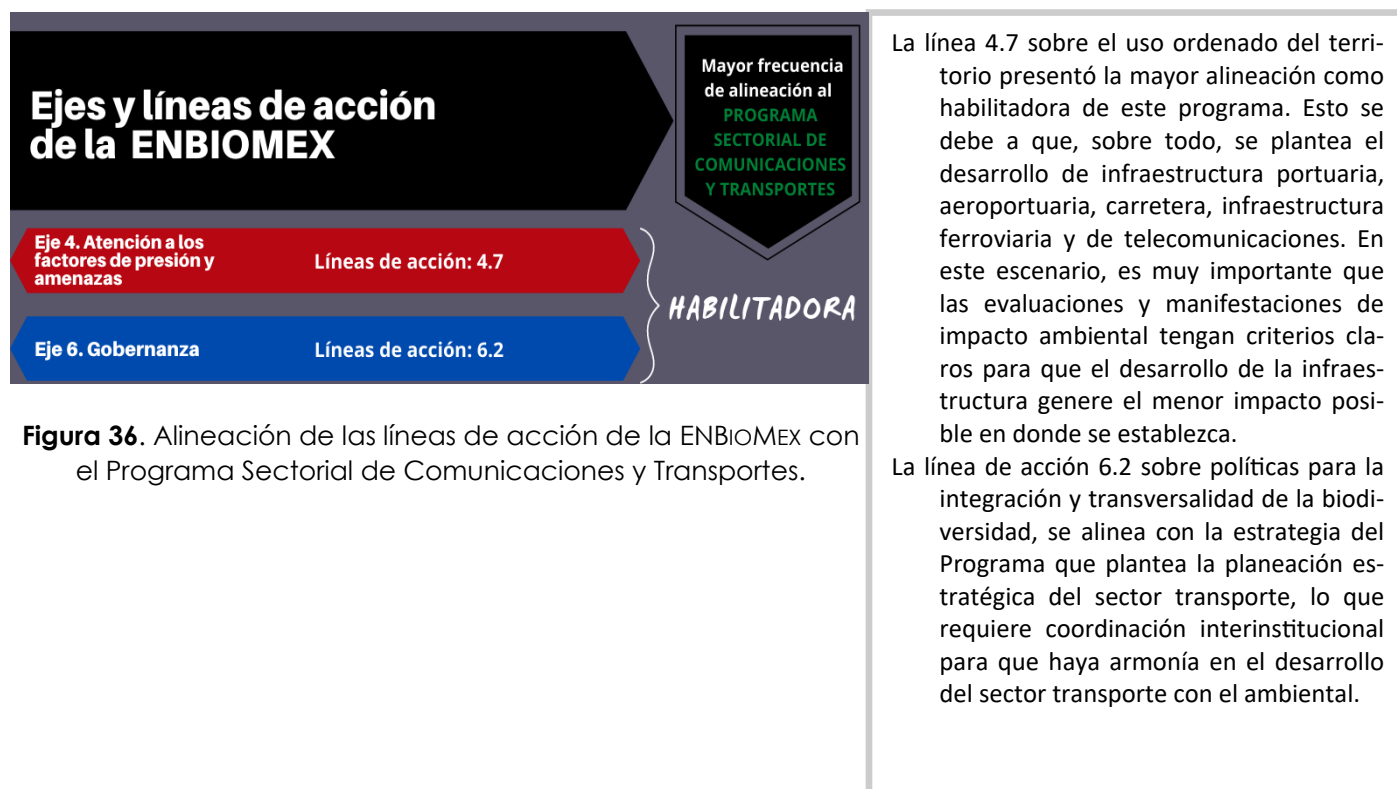 Ejes y líneas de acción
de la ENBIOMEX
Mayor frecuencia
de alineación al
PROGRAMA
SECTORIAL DE
COMUNICACIONES
Y TRANSPORTES
Eje 4. Atención a los
factores de presión y
amenazas
Líneas de acción: 4.7
Eje 6. Gobernanza
Líneas de acción: 6.2
HABILITADORA
Figura 36. Alineación de las líneas de acción de la ENBIOMEX con
el Programa Sectorial de Comunicaciones y Transportes.
La línea 4.7 sobre el uso ordenado del terri-
torio presentó la mayor alineación como
habilitadora de este programa. Esto se
debe a que, sobre todo, se plantea el
desarrollo de infraestructura portuaria,
aeroportuaria, carretera, infraestructura
ferroviaria y de telecomunicaciones. En
este escenario, es muy importante que
las evaluaciones y manifestaciones de
impacto ambiental tengan criterios cla-
ros para que el desarrollo de la infraes-
tructura genere el menor impacto posi-
ble en donde se establezca.
La línea de acción 6.2 sobre políticas para la
integración y transversalidad de la biodi-
versidad, se alinea con la estrategia del
Programa que plantea la planeación es-
tratégica del sector transporte, lo que
requiere coordinación interinstitucional
para que haya armonía en el desarrollo
del sector transporte con el ambiental.